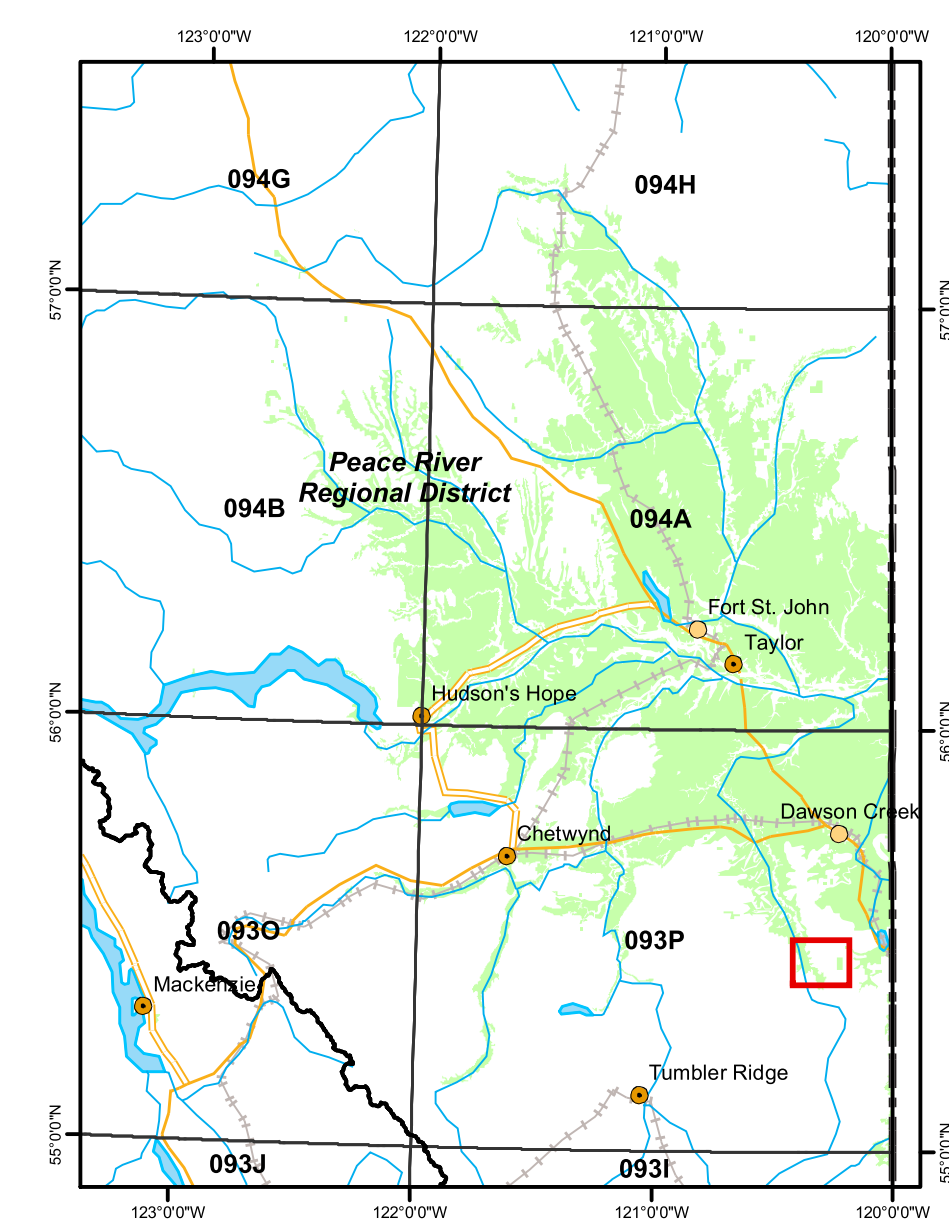 123°0'0"W 122°0'0"W 121°0'0"W 120°0'0"W
094G
094H
57°0'0"N
57°0'0"N
Peace River
Regional District
094B
094A
Fort St. John
Taylor
Hudson's Hope
56°0'0"N
56°0'0"N
Dawson Creek
Chetwynd
093O
093P
Mackenzie
Tumbler Ridge
55°0'0"N
55°0'0"N
093J
093I
123°0'0"W 122°0'0"W 121°0'0"W 120°0'0"W